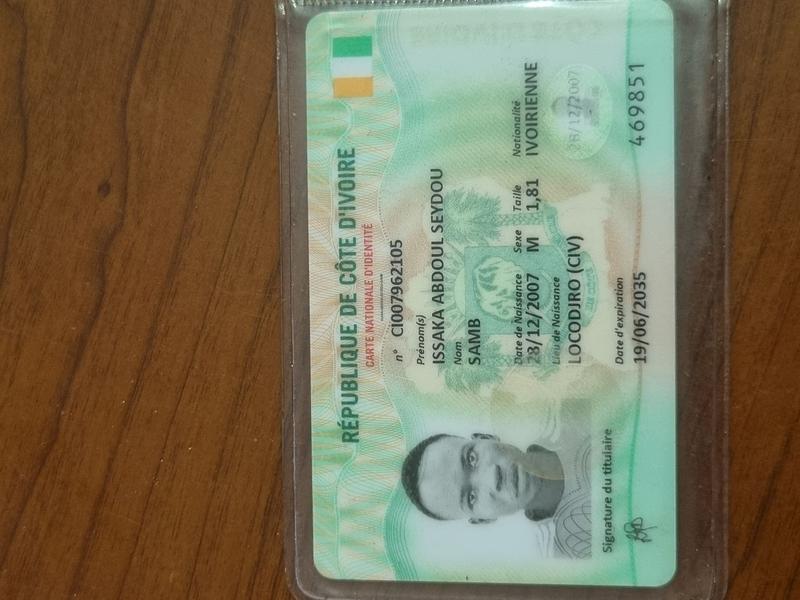 RÉPUBLIQUE DE CÔTE D'IVOIRE
CARTE NATIONALE D'IDENTITÉ
n° CI007962105
Prénom(s)
ISSAKA ABDOUL SEYDOU
Nom
SAMB
Date de Naissance Sexe Taille Nationalité
28/12/2007 M 1,81 IVOIRIENNE
Lieu de Naissance
LOCODJRO (CIV)
28/12/2007
Date d'expiration
19/06/2035
469851
Signature du titulaire